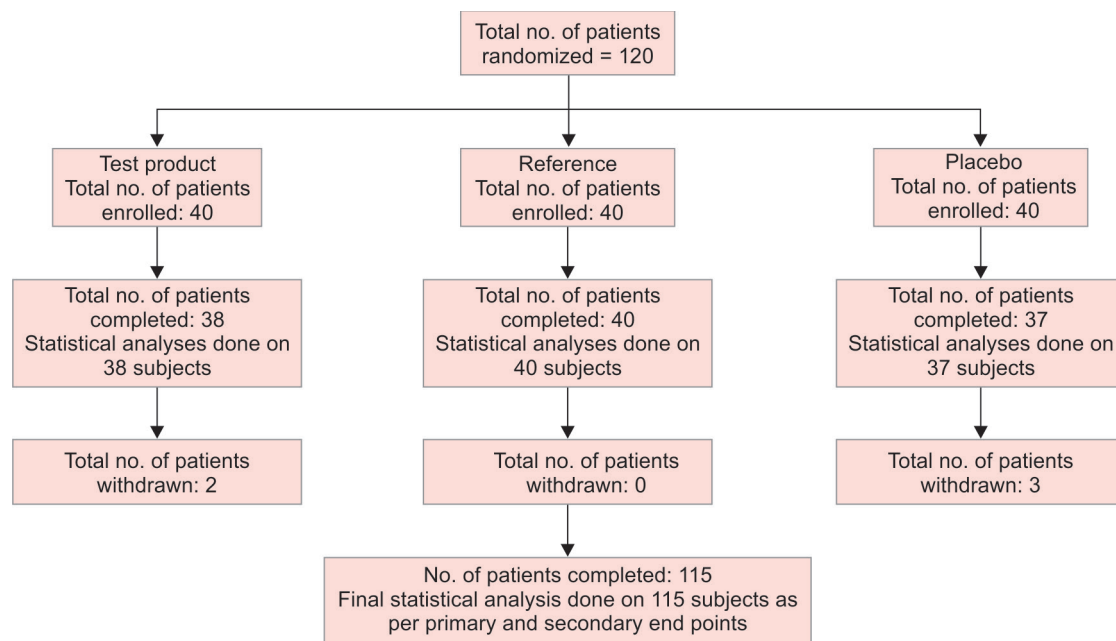 Total no. of patients
randomized = 120
Test product
Total no. of patients
enrolled: 40
Reference
Total no. of patients
enrolled: 40
Placebo
Total no. of patients
enrolled: 40
Total no. of patients
completed: 38
Statistical analyses done on
38 subjects
Total no. of patients
completed: 40
Statistical analyses done on
40 subjects
Total no. of patients
completed: 37
Statistical analyses done on
37 subjects
Total no. of patients
withdrawn: 2
Total no. of patients
withdrawn: 0
Total no. of patients
withdrawn: 3
No. of patients completed: 115
Final statistical analysis done on 115 subjects as
per primary and secondary end points